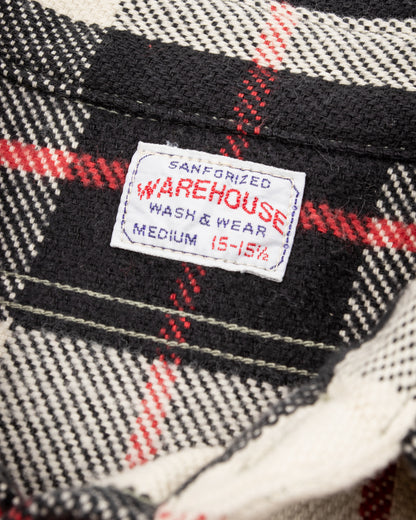 SANFORIZED
WAREHOUSE
WASH & WEAR
MEDIUM 15-15½